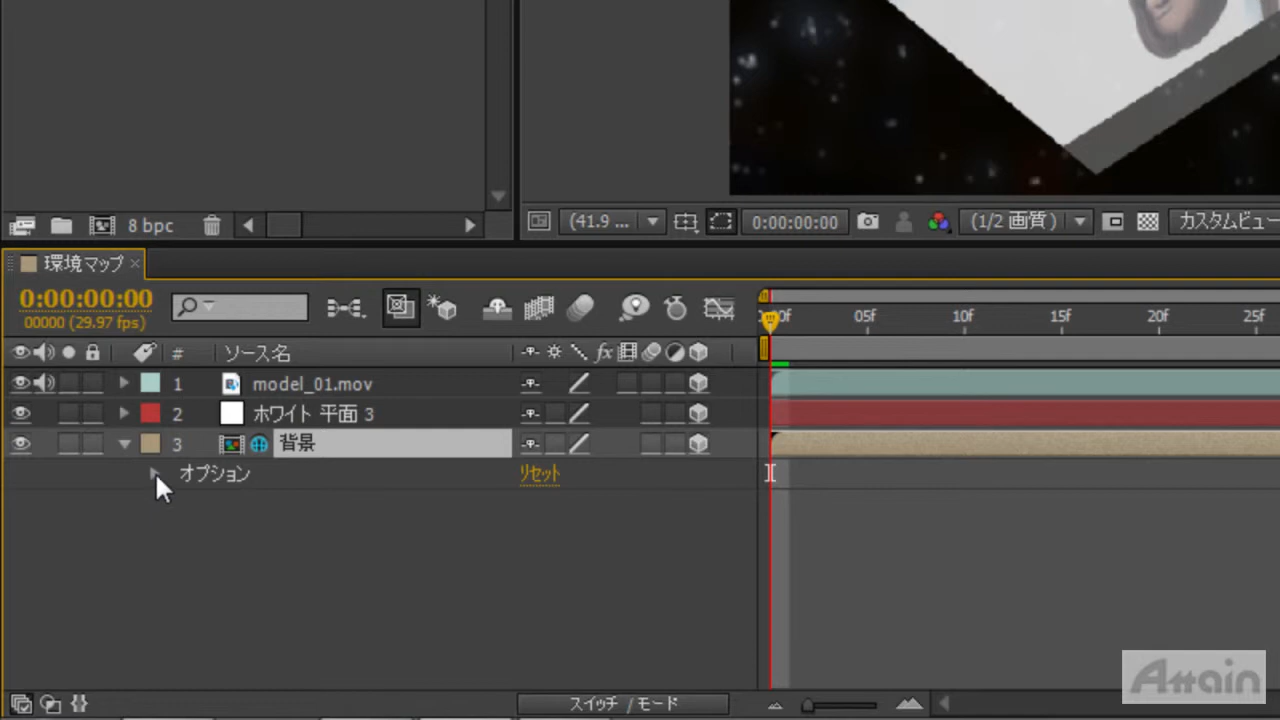 8 bpc
(41.9 ...
0:00:00:00
(1/2 画質)
カスタムビュー
環境マップ ×
0:00:00:00
00000 (29.97 fps)
05f 10f 15f 20f 25f
# ソース名
fx
1 model_01.mov
2 ホワイト 平面 3
3 背景
オプション リセット
スイッチ / モード
Attain